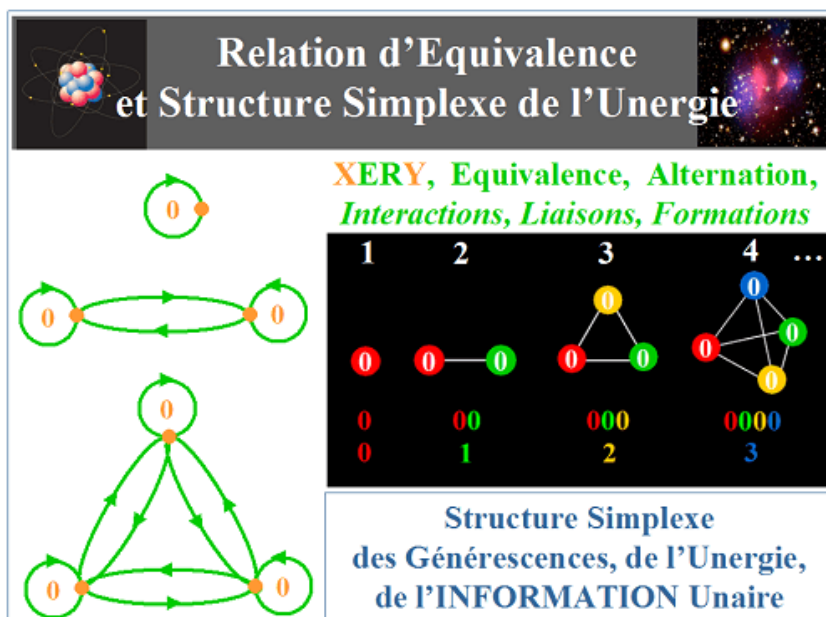 Relation d'Equivalence
et Structure Simplexe de l'Unergie
XERY, Equivalence, Alternation,
Interactions, Liaisons, Formations
0
0 0
0
0 0
1 2 3 4 ...
0
0 0
0 0 0
0 0 0 0
0 00 000 0000
0 1 2 3
Structure Simplexe
des Générescences, de l'Unergie,
de l'INFORMATION Unaire